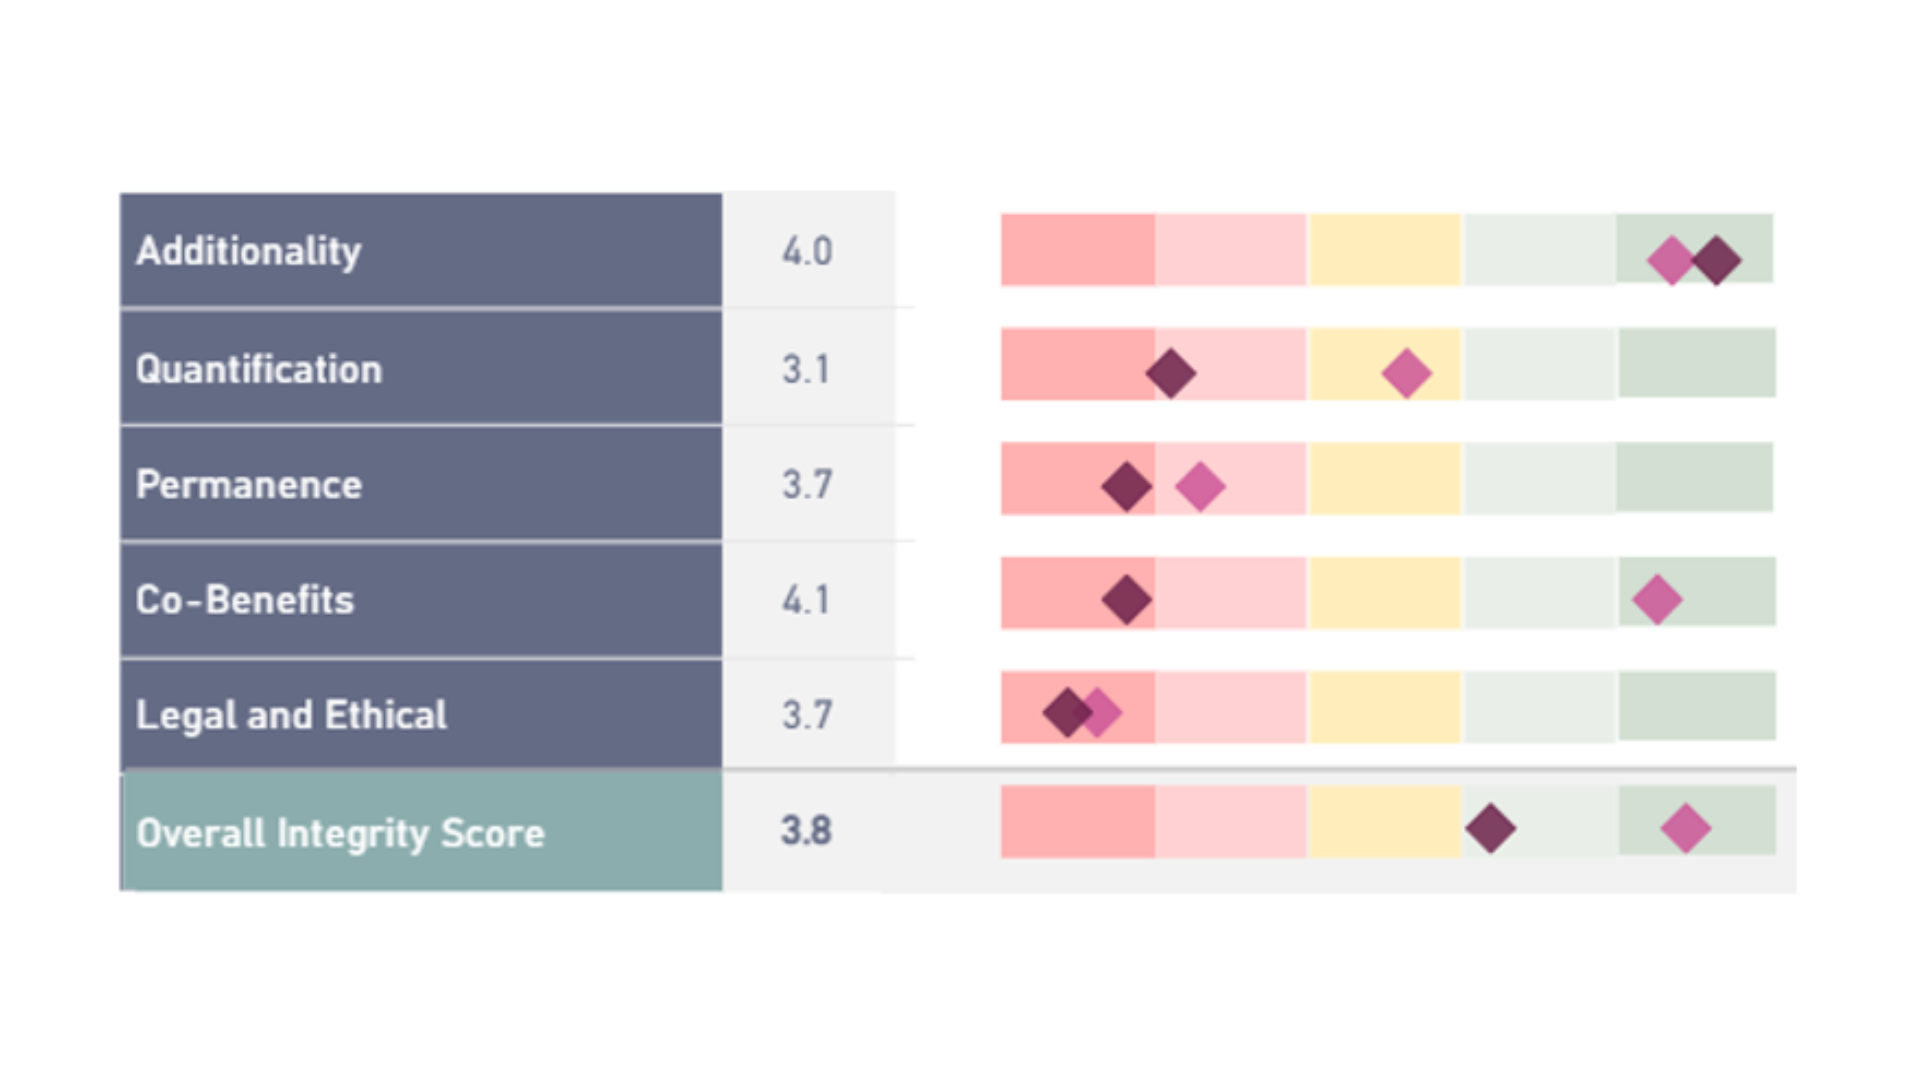 Additionality 4.0
Quantification 3.1
Permanence 3.7
Co-Benefits 4.1
Legal and Ethical 3.7
Overall Integrity Score 3.8